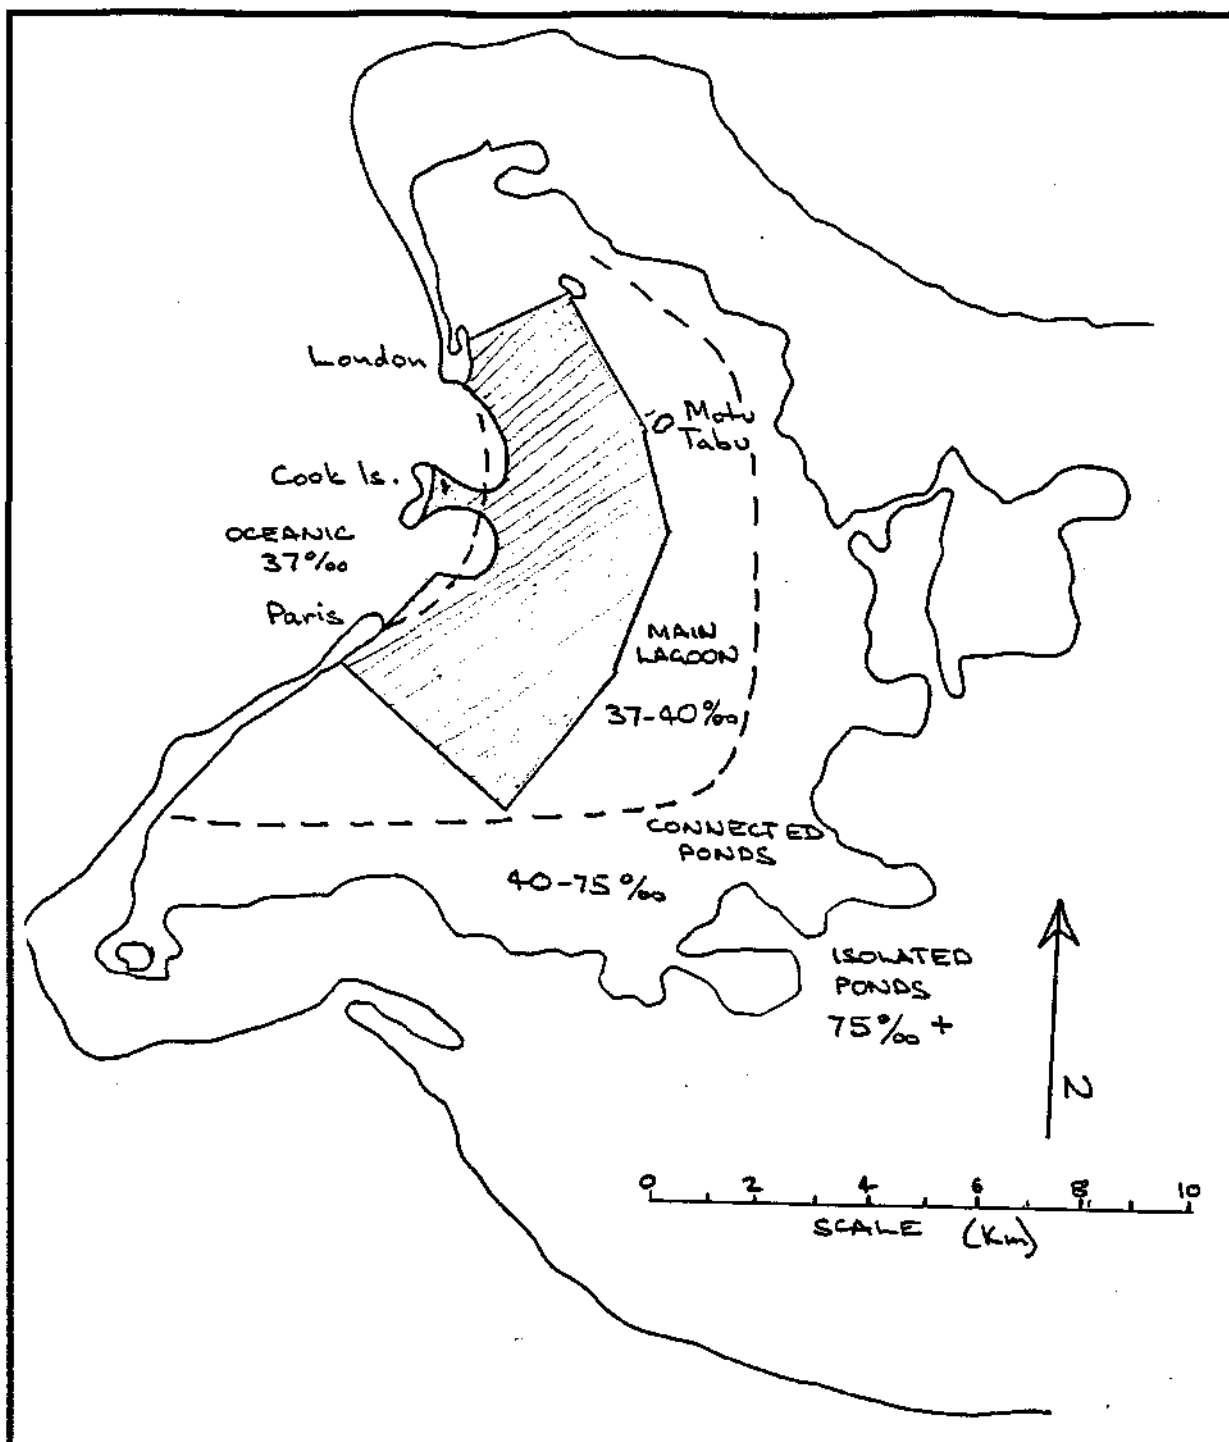 London
Motu
Tabu
Cook Is.
OCEANIC
37‰
Paris
MAIN
LAGOON
37-40‰
CONNECTED
PONDS
40-75‰
ISOLATED
PONDS
75‰ +
N
0 2 4 6 8 10
SCALE (Km)